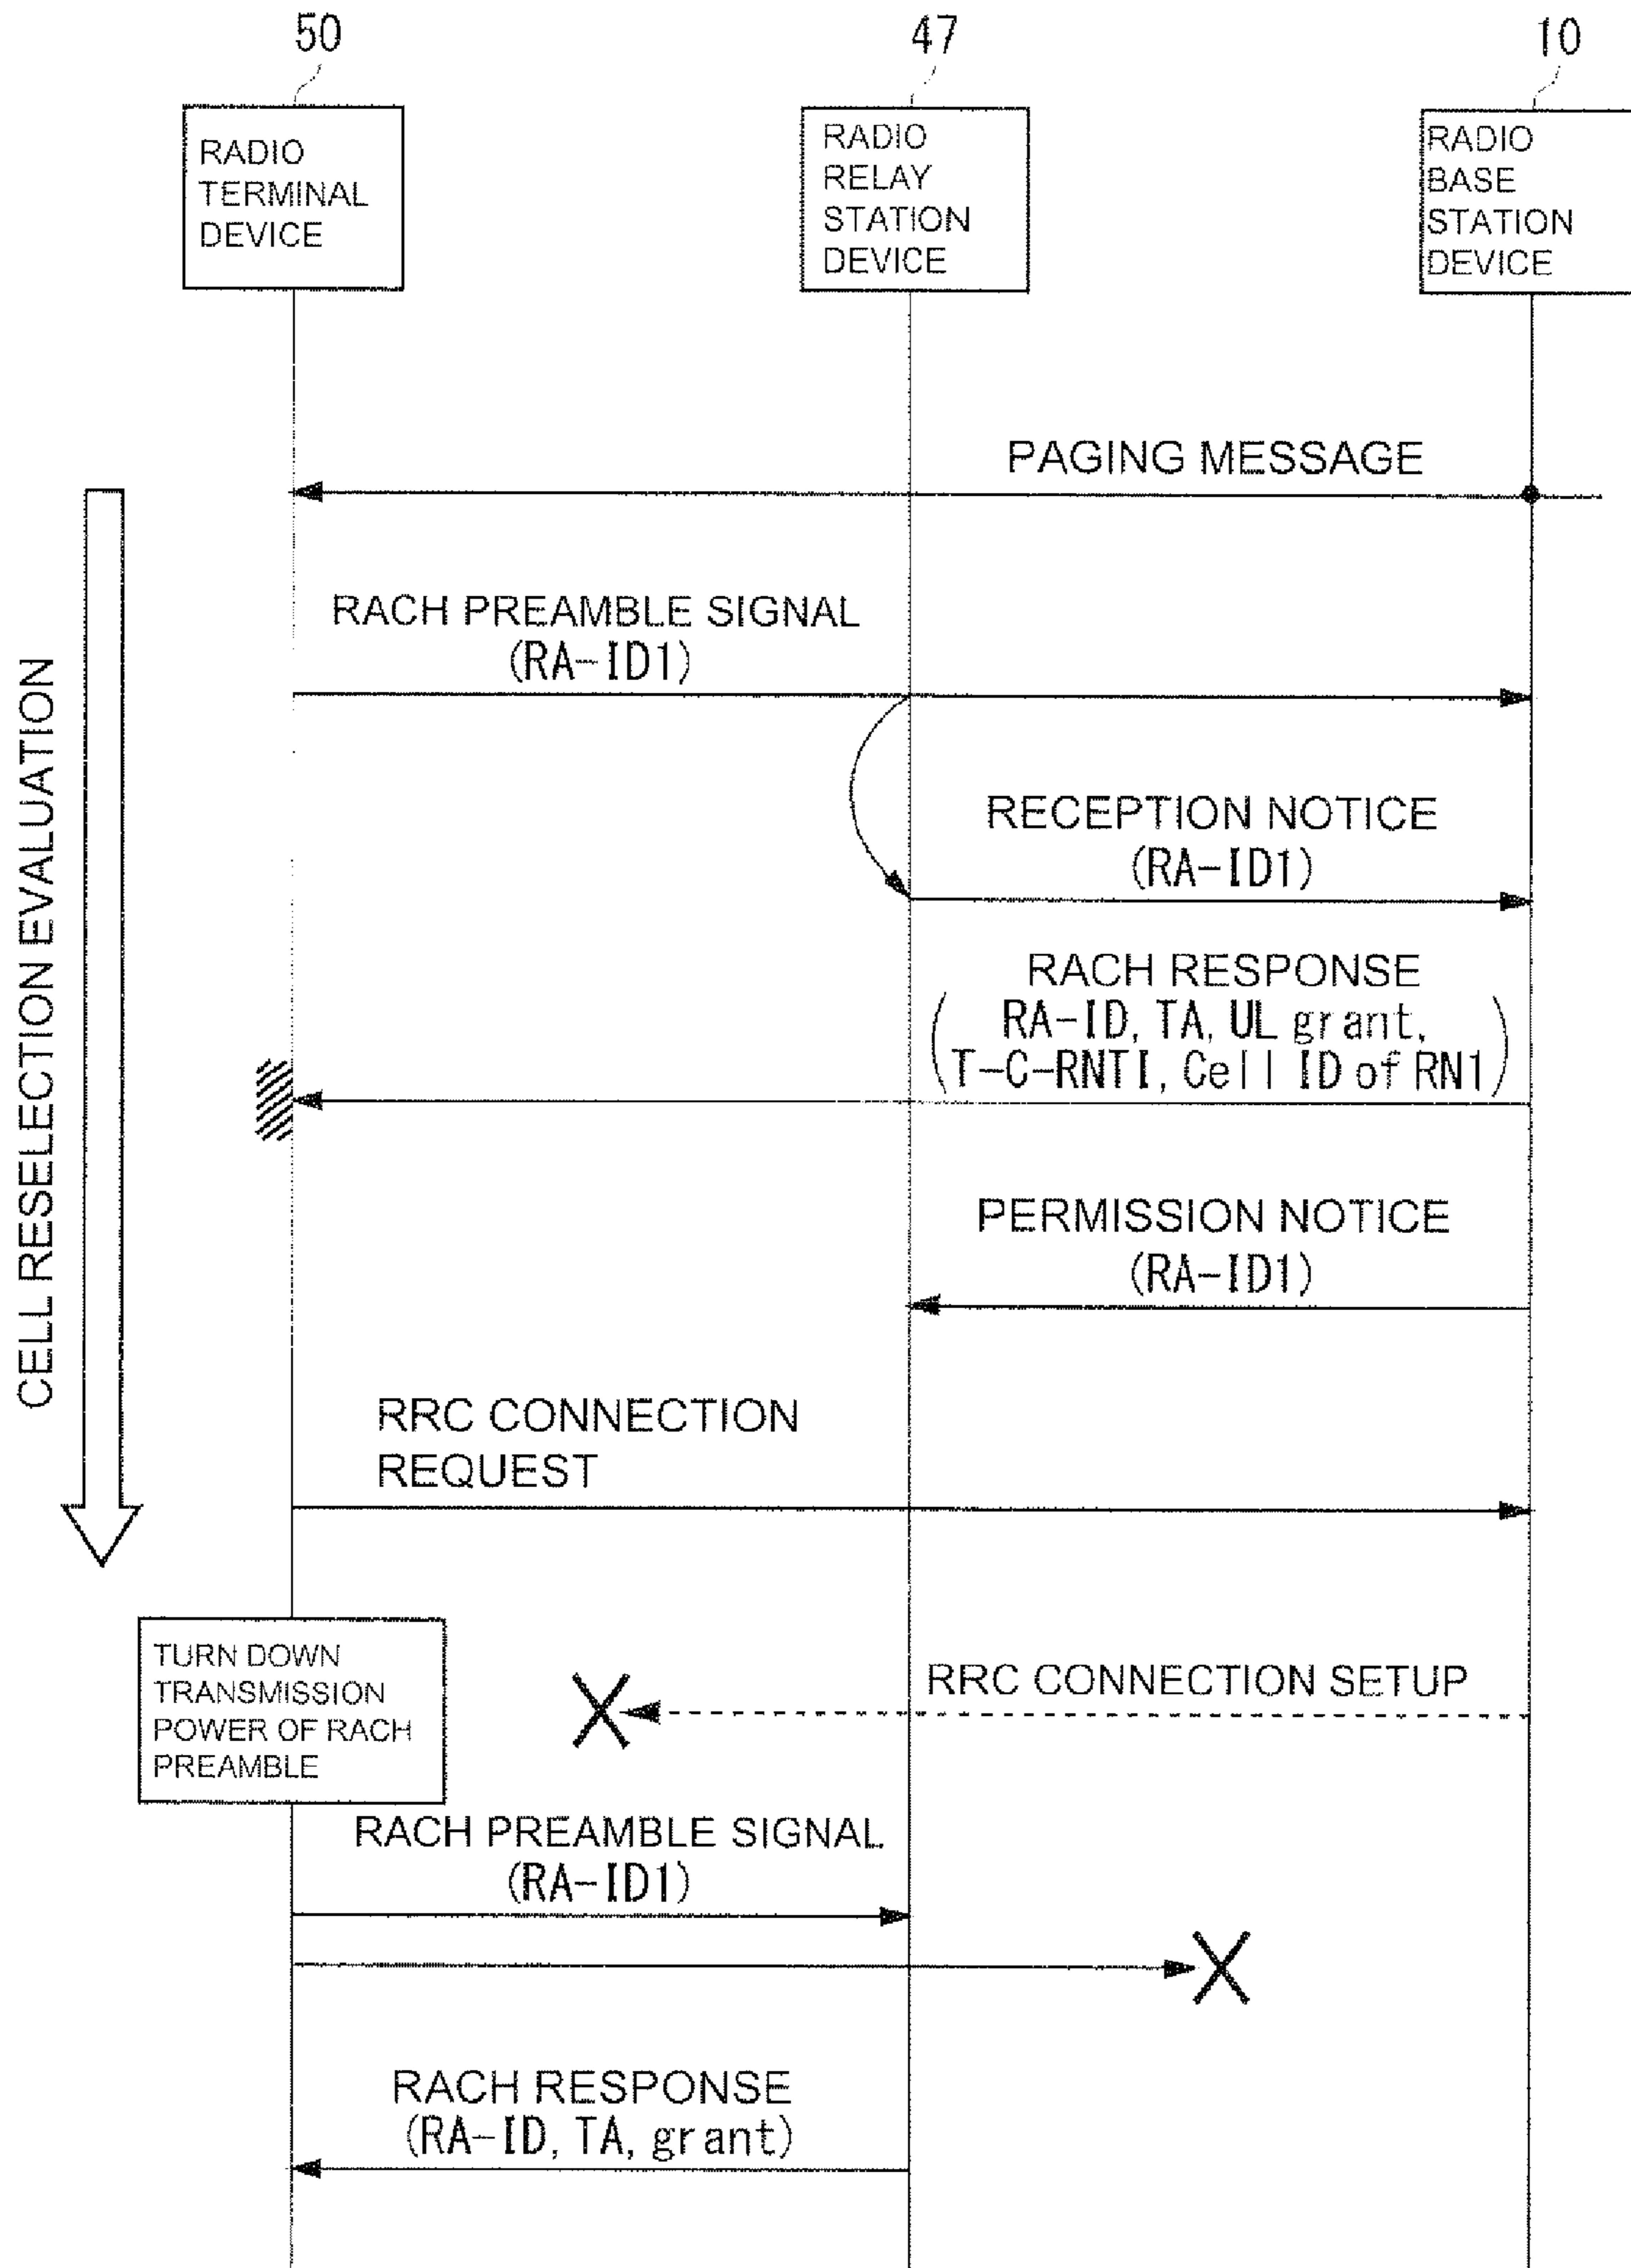 50
47
10
RADIO
TERMINAL
DEVICE
RADIO
RELAY
STATION
DEVICE
RADIO
BASE
STATION
DEVICE
PAGING MESSAGE
CELL RESELECTION EVALUATION
RACH PREAMBLE SIGNAL
(RA-ID1)
RECEPTION NOTICE
(RA-ID1)
RACH RESPONSE
(RA-ID, TA, UL grant,
T-C-RNTI, Cell ID of RN1)
PERMISSION NOTICE
(RA-ID1)
RRC CONNECTION
REQUEST
TURN DOWN
TRANSMISSION
POWER OF RACH
PREAMBLE
RRC CONNECTION SETUP
RACH PREAMBLE SIGNAL
(RA-ID1)
RACH RESPONSE
(RA-ID, TA, grant)